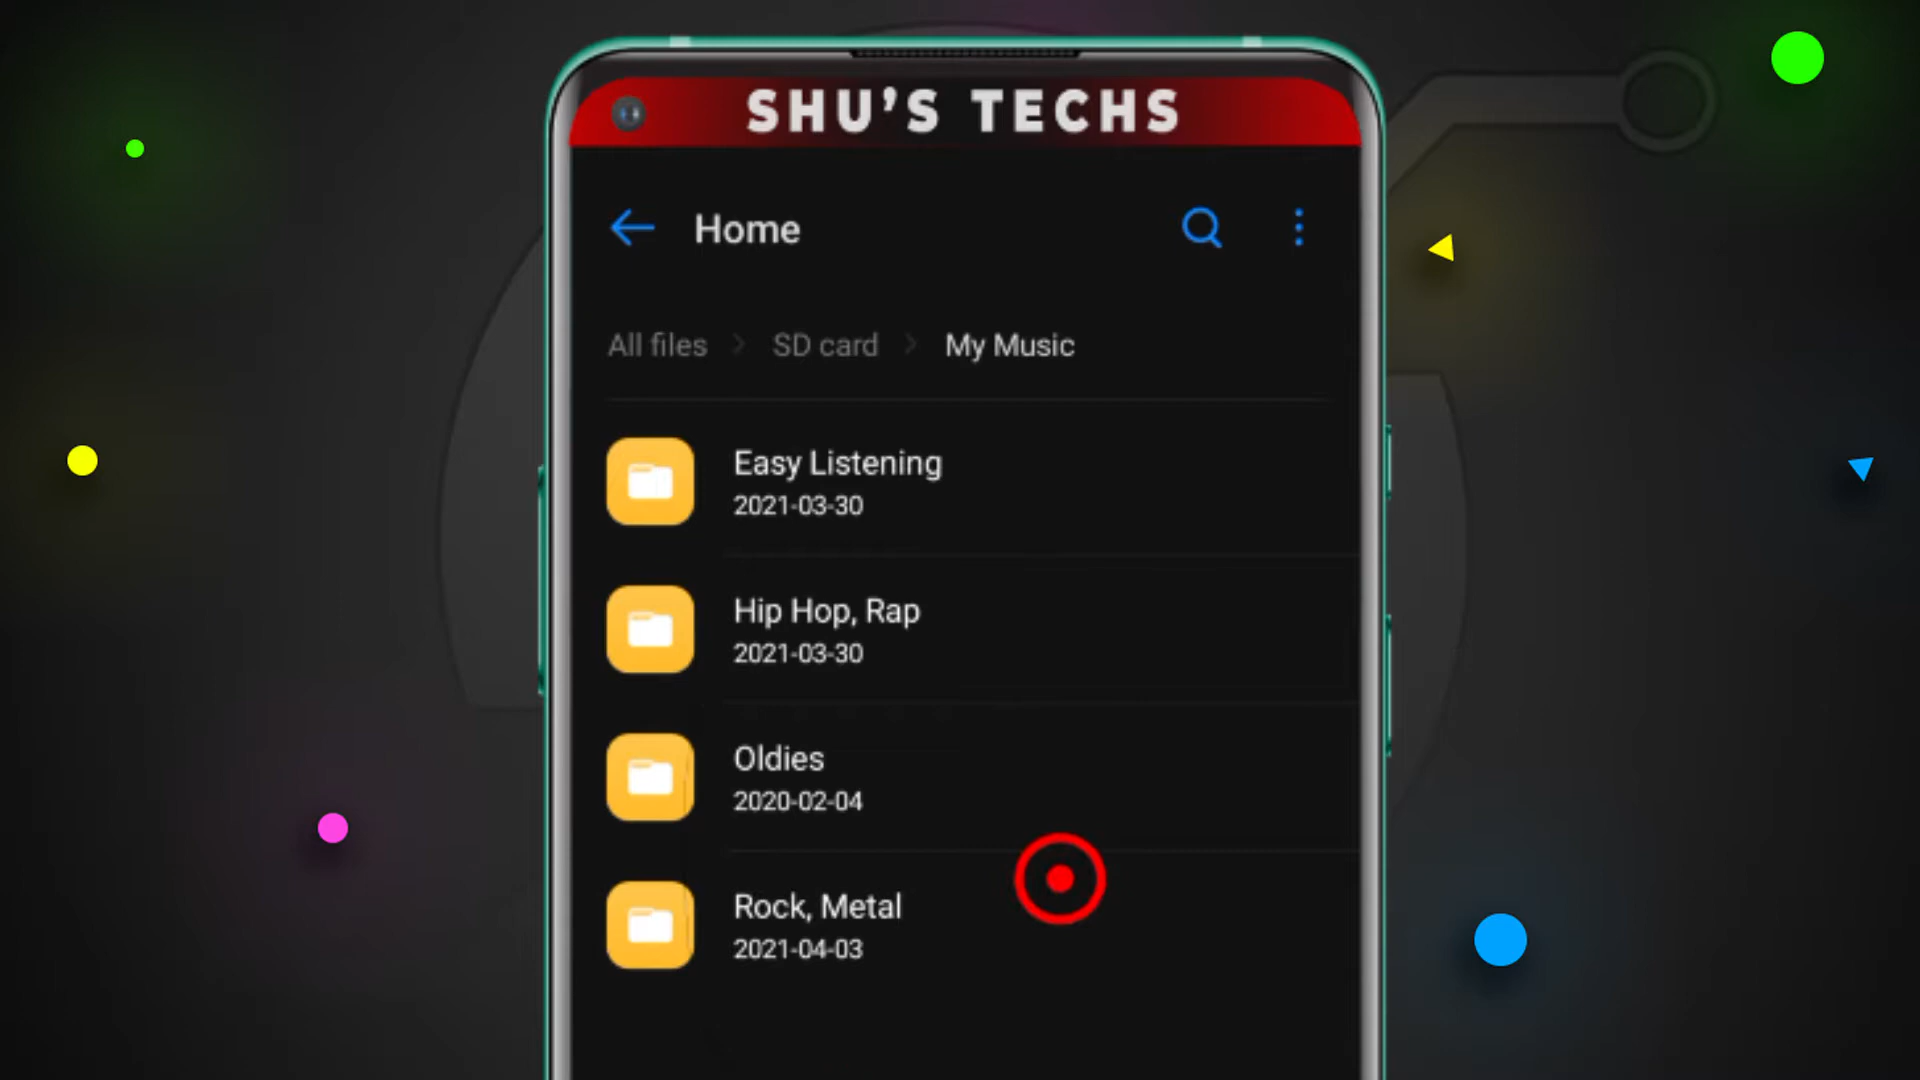 SHU'S TECHS
Home
All files > SD card > My Music
Easy Listening
2021-03-30
Hip Hop, Rap
2021-03-30
Oldies
2020-02-04
Rock, Metal
2021-04-03